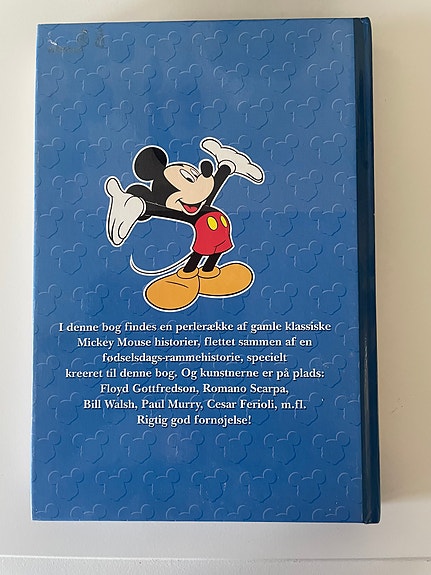 I denne bog findes en perlerække af gamle klassiske
Mickey Mouse historier, flettet sammen af en
fødselsdags-rammehistorie, specielt
kreeret til denne bog. Og kunstnerne er på plads:
Floyd Gottfredson, Romano Scarpa,
Bill Walsh, Paul Murry, Cesar Ferioli, m.fl.
Rigtig god fornøjelse!